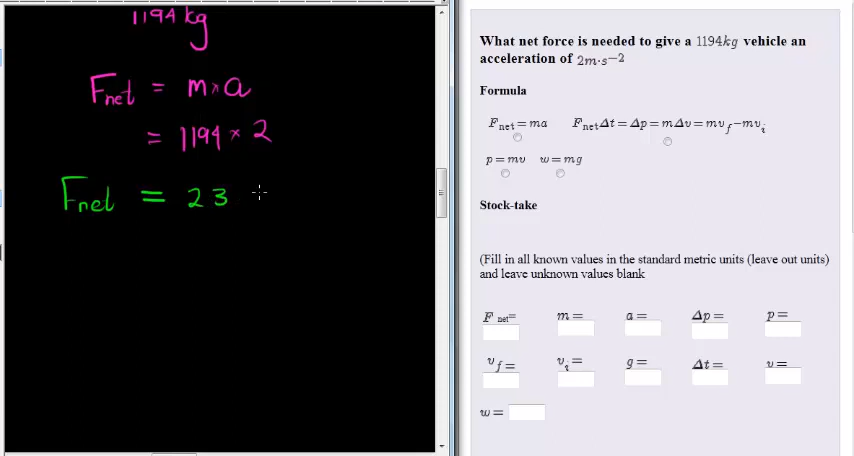 1194 kg
Fnet = m × a
= 1194 × 2
Fnet = 23
What net force is needed to give a 1194kg vehicle an
acceleration of 2m·s−2
Formula
Fnet=ma FnetΔt=Δp=mΔv=mvf−mvi
p=mv w=mg
Stock-take
(Fill in all known values in the standard metric units (leave out units)
and leave unknown values blank
F net= m= a= Δp= p=
vf= vi= g= Δt= v=
w=